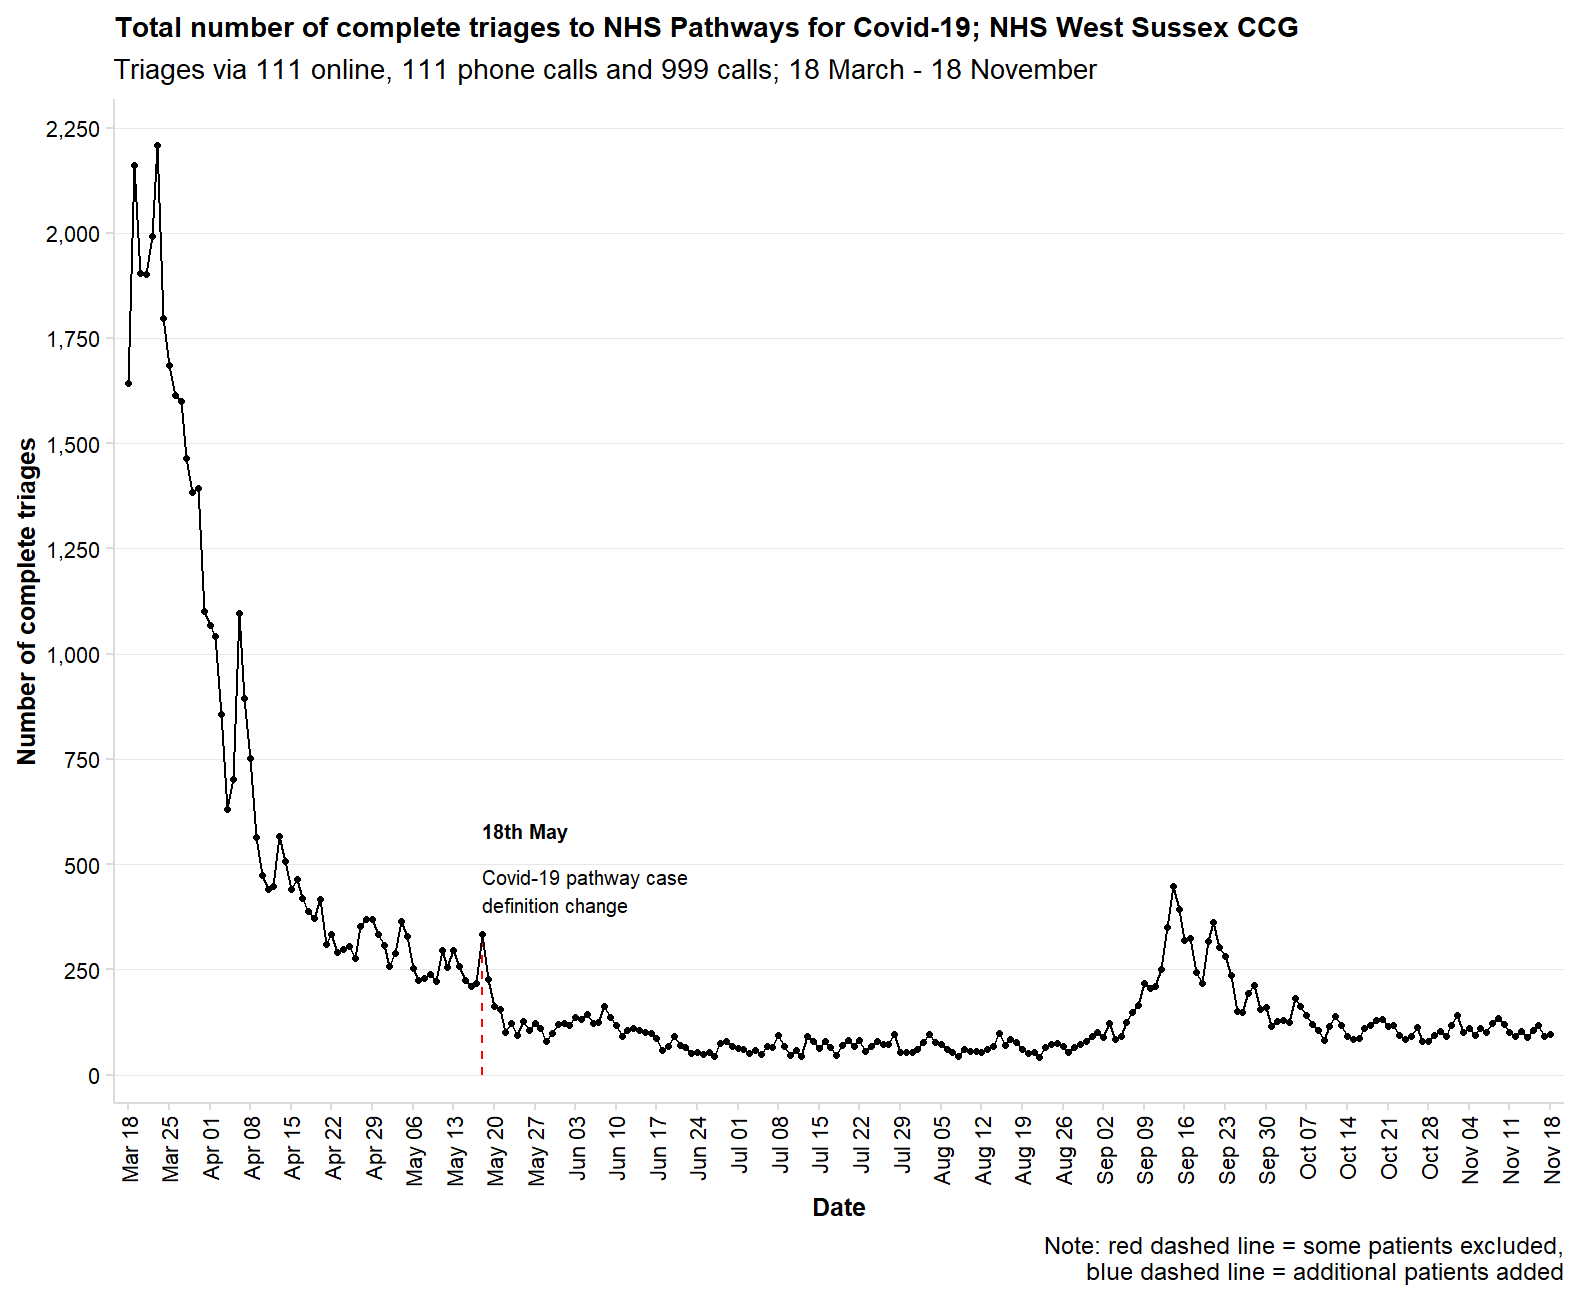 Total number of complete triages to NHS Pathways for Covid-19; NHS West Sussex CCG
Triages via 111 online, 111 phone calls and 999 calls; 18 March - 18 November
Number of complete triages
2,250
2,000
1,750
1,500
1,250
1,000
750
500
250
0
18th May
Covid-19 pathway case
definition change
Mar 18
Mar 25
Apr 01
Apr 08
Apr 15
Apr 22
Apr 29
May 06
May 13
May 20
May 27
Jun 03
Jun 10
Jun 17
Jun 24
Jul 01
Jul 08
Jul 15
Jul 22
Jul 29
Aug 05
Aug 12
Aug 19
Aug 26
Sep 02
Sep 09
Sep 16
Sep 23
Sep 30
Oct 07
Oct 14
Oct 21
Oct 28
Nov 04
Nov 11
Nov 18
Date
Note: red dashed line = some patients excluded,
blue dashed line = additional patients added